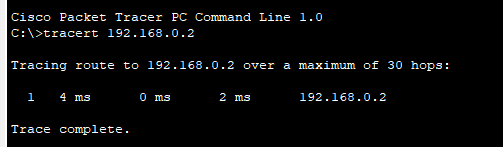 Cisco Packet Tracer PC Command Line 1.0
C:\>tracert 192.168.0.2
Tracing route to 192.168.0.2 over a maximum of 30 hops:
1 4 ms 0 ms 2 ms 192.168.0.2
Trace complete.